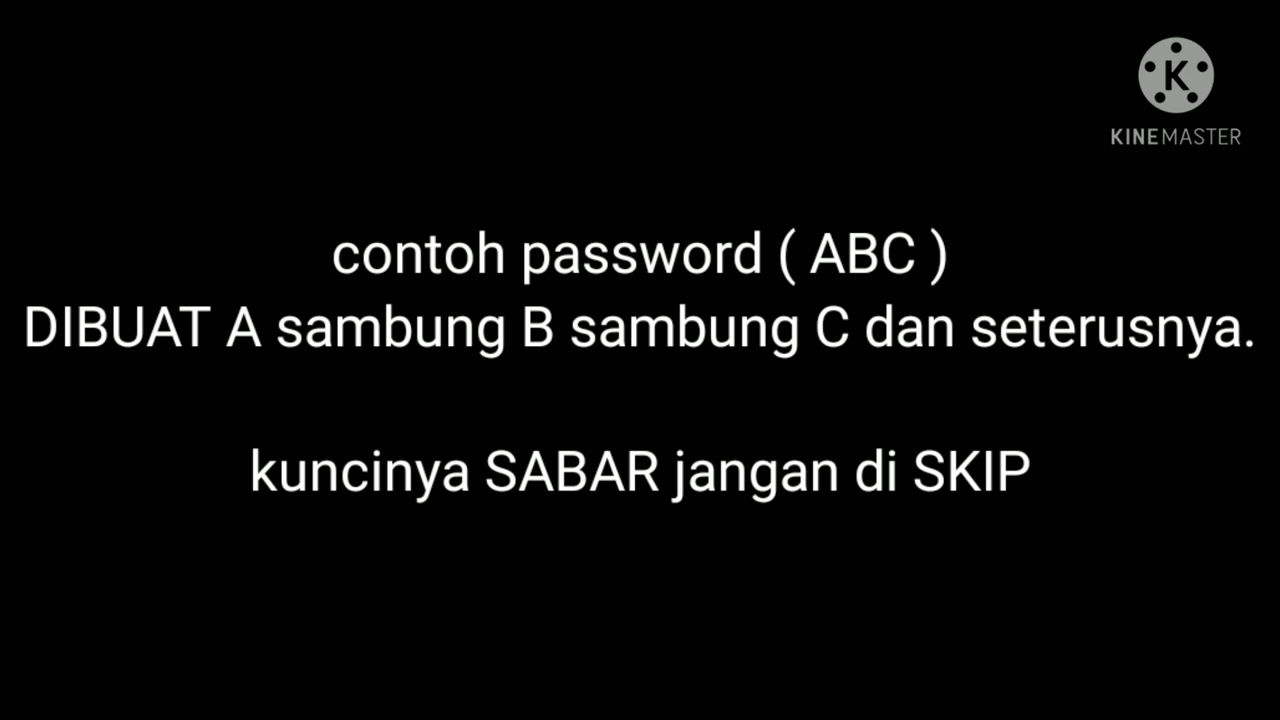 K
KINEMASTER
contoh password ( ABC )
DIBUAT A sambung B sambung C dan seterusnya.
kuncinya SABAR jangan di SKIP